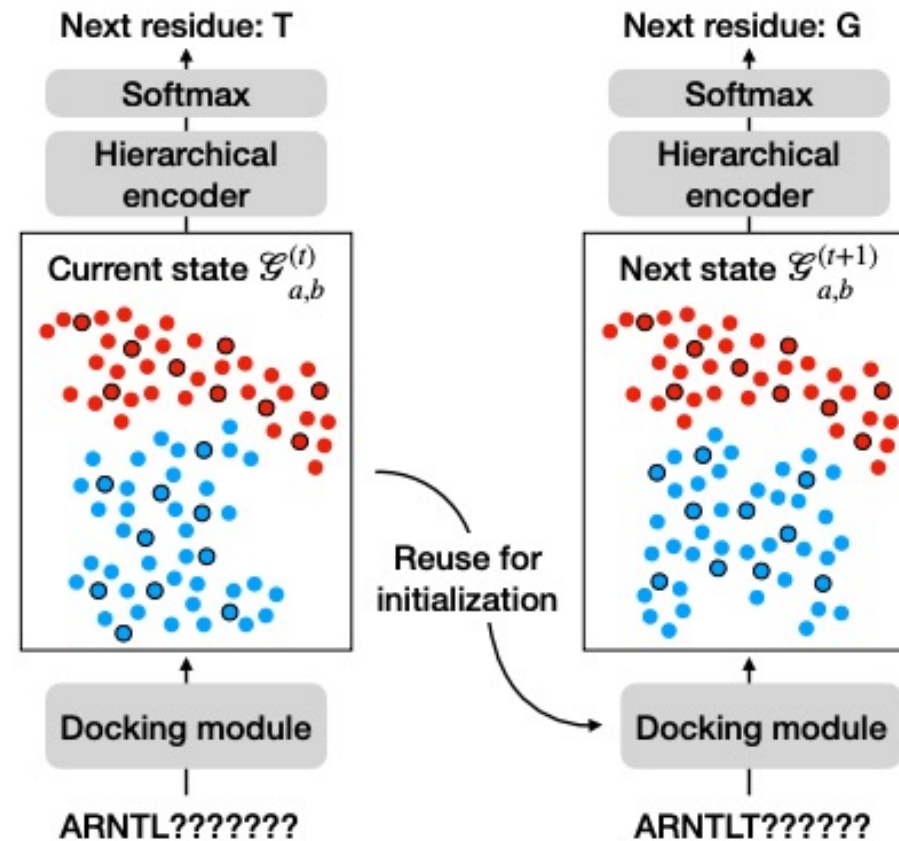 Next residue: T
Softmax
Hierarchical
encoder
Current state 𝒢(t)a,b
Docking module
ARNTL???????
Reuse for
initialization
Next residue: G
Softmax
Hierarchical
encoder
Next state 𝒢(t+1)a,b
Docking module
ARNTLT??????